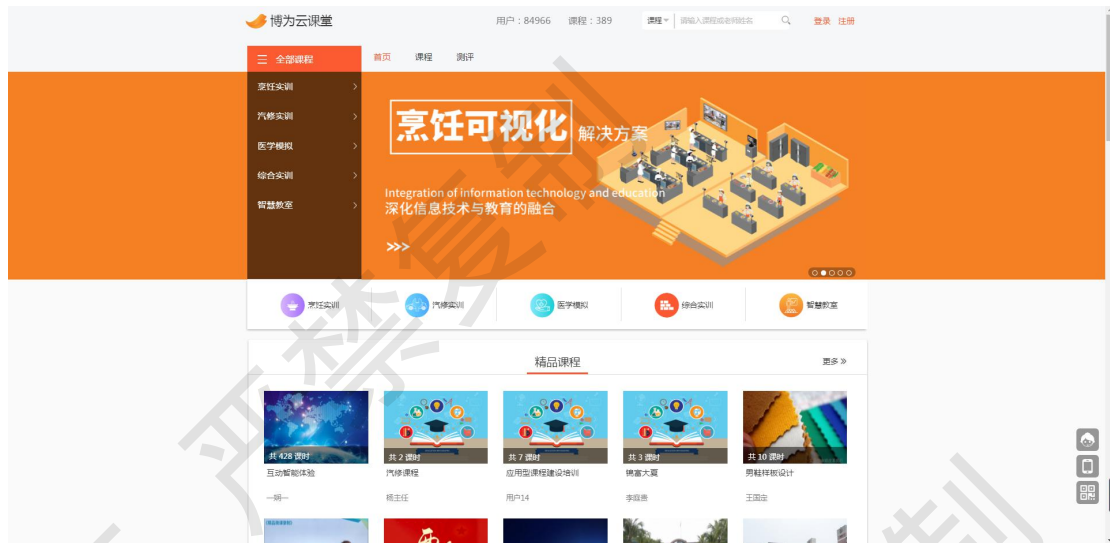 博为云课堂
用户：84966 课程：389
课程 请输入课程或老师姓名
登录 注册
三 全部课程
首页 课程 测评
烹饪实训
汽修实训
医学模拟
综合实训
智慧教室
烹饪可视化 解决方案
Integration of information technology and education
深化信息技术与教育的融合
>>>
烹饪实训 汽修实训 医学模拟 综合实训 智慧教室
精品课程
更多
共 428 课时
共 2 课时
共 7 课时
共 3 课时
共 10 课时
互动智能体验
汽修课程
应用型课程建设培训
锦富大夏
男鞋样板设计
杨主任
用户14
王国定
严禁复制